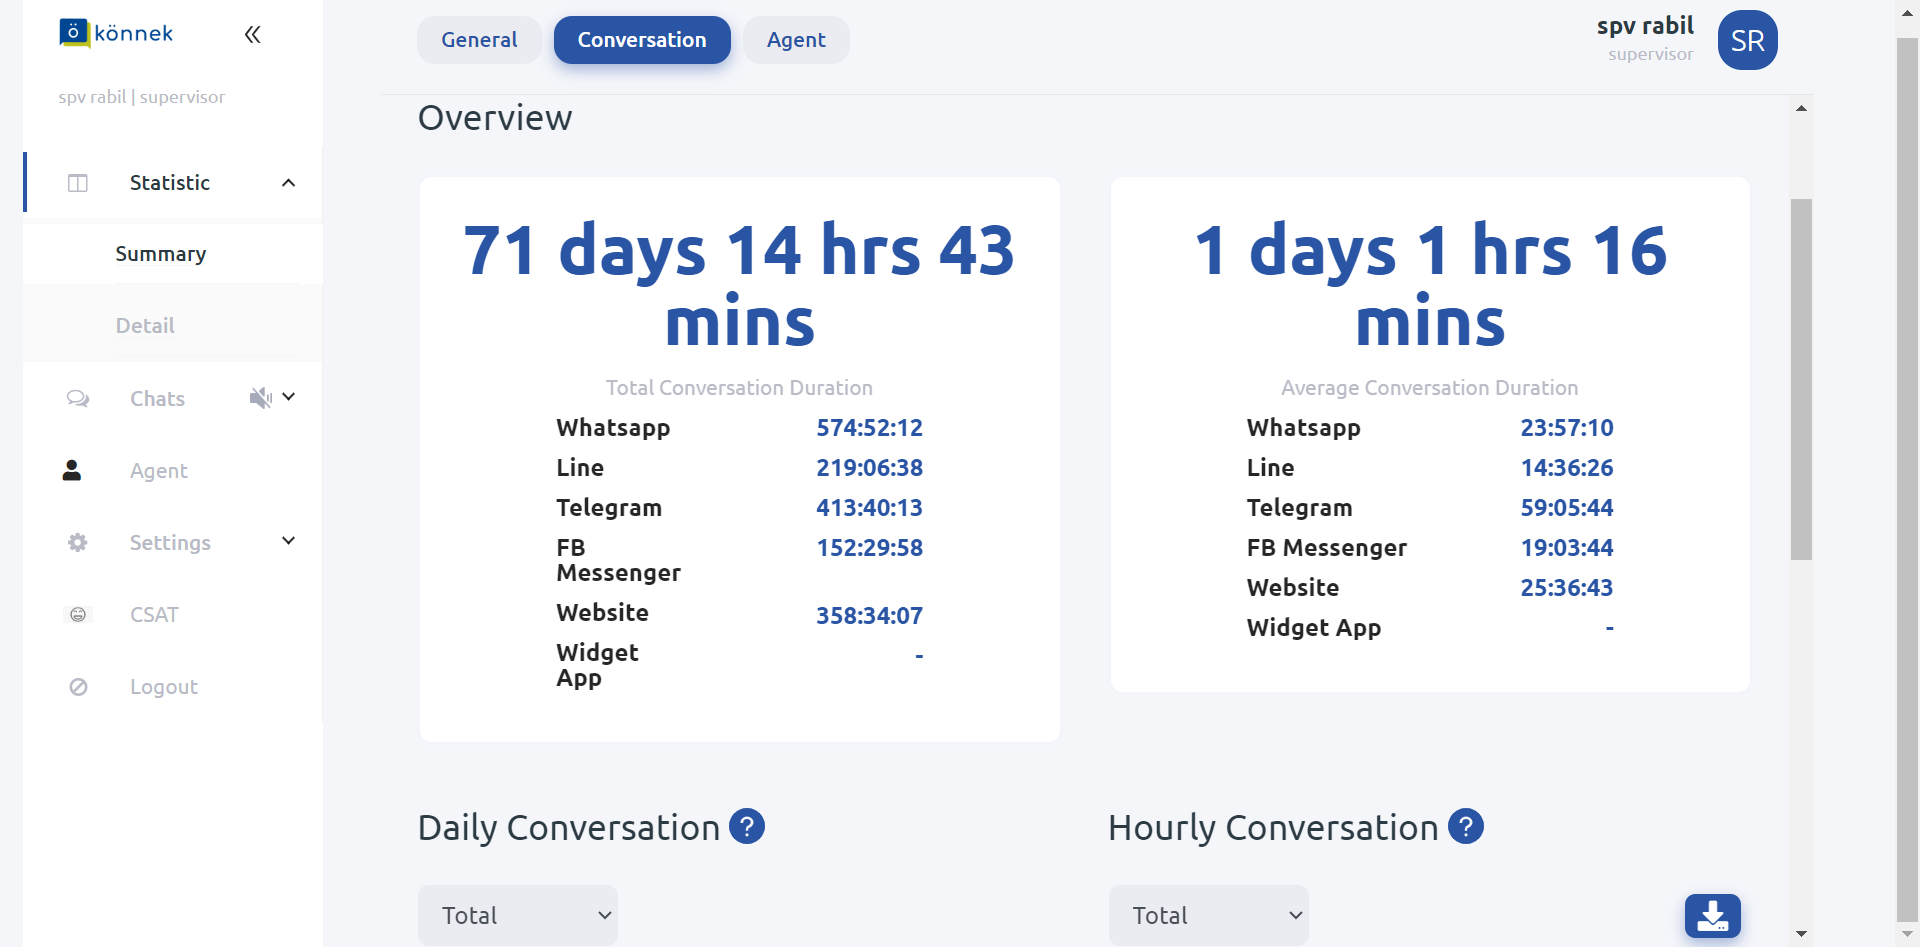 ö könnek
spv rabil | supervisor
Statistic
Summary
Detail
Chats
Agent
Settings
CSAT
Logout
General
Conversation
Agent
spv rabil
supervisor
SR
Overview
71 days 14 hrs 43
mins
Total Conversation Duration
Whatsapp 574:52:12
Line 219:06:38
Telegram 413:40:13
FB
Messenger 152:29:58
Website 358:34:07
Widget
App -
1 days 1 hrs 16
mins
Average Conversation Duration
Whatsapp 23:57:10
Line 14:36:26
Telegram 59:05:44
FB Messenger 19:03:44
Website 25:36:43
Widget App -
Daily Conversation ?
Total
Hourly Conversation ?
Total